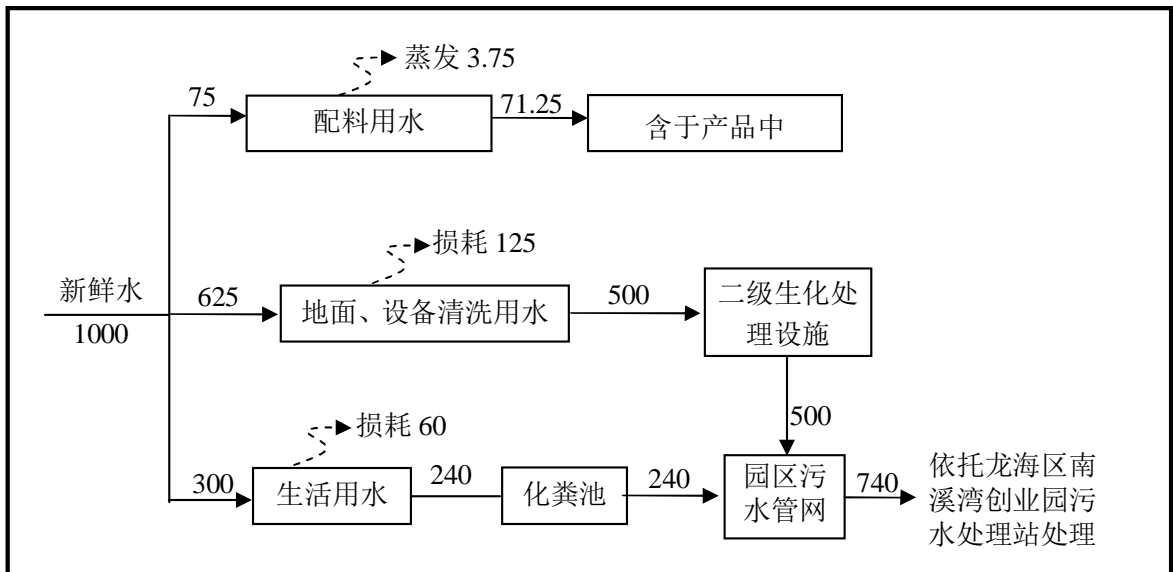 蒸发 3.75
75
配料用水
71.25
含于产品中
损耗 125
新鲜水
1000
625
地面、设备清洗用水
500
二级生化处
理设施
500
损耗 60
300
生活用水
240
化粪池
240
园区污
水管网
740
依托龙海区南
溪湾创业园污
水处理站处理